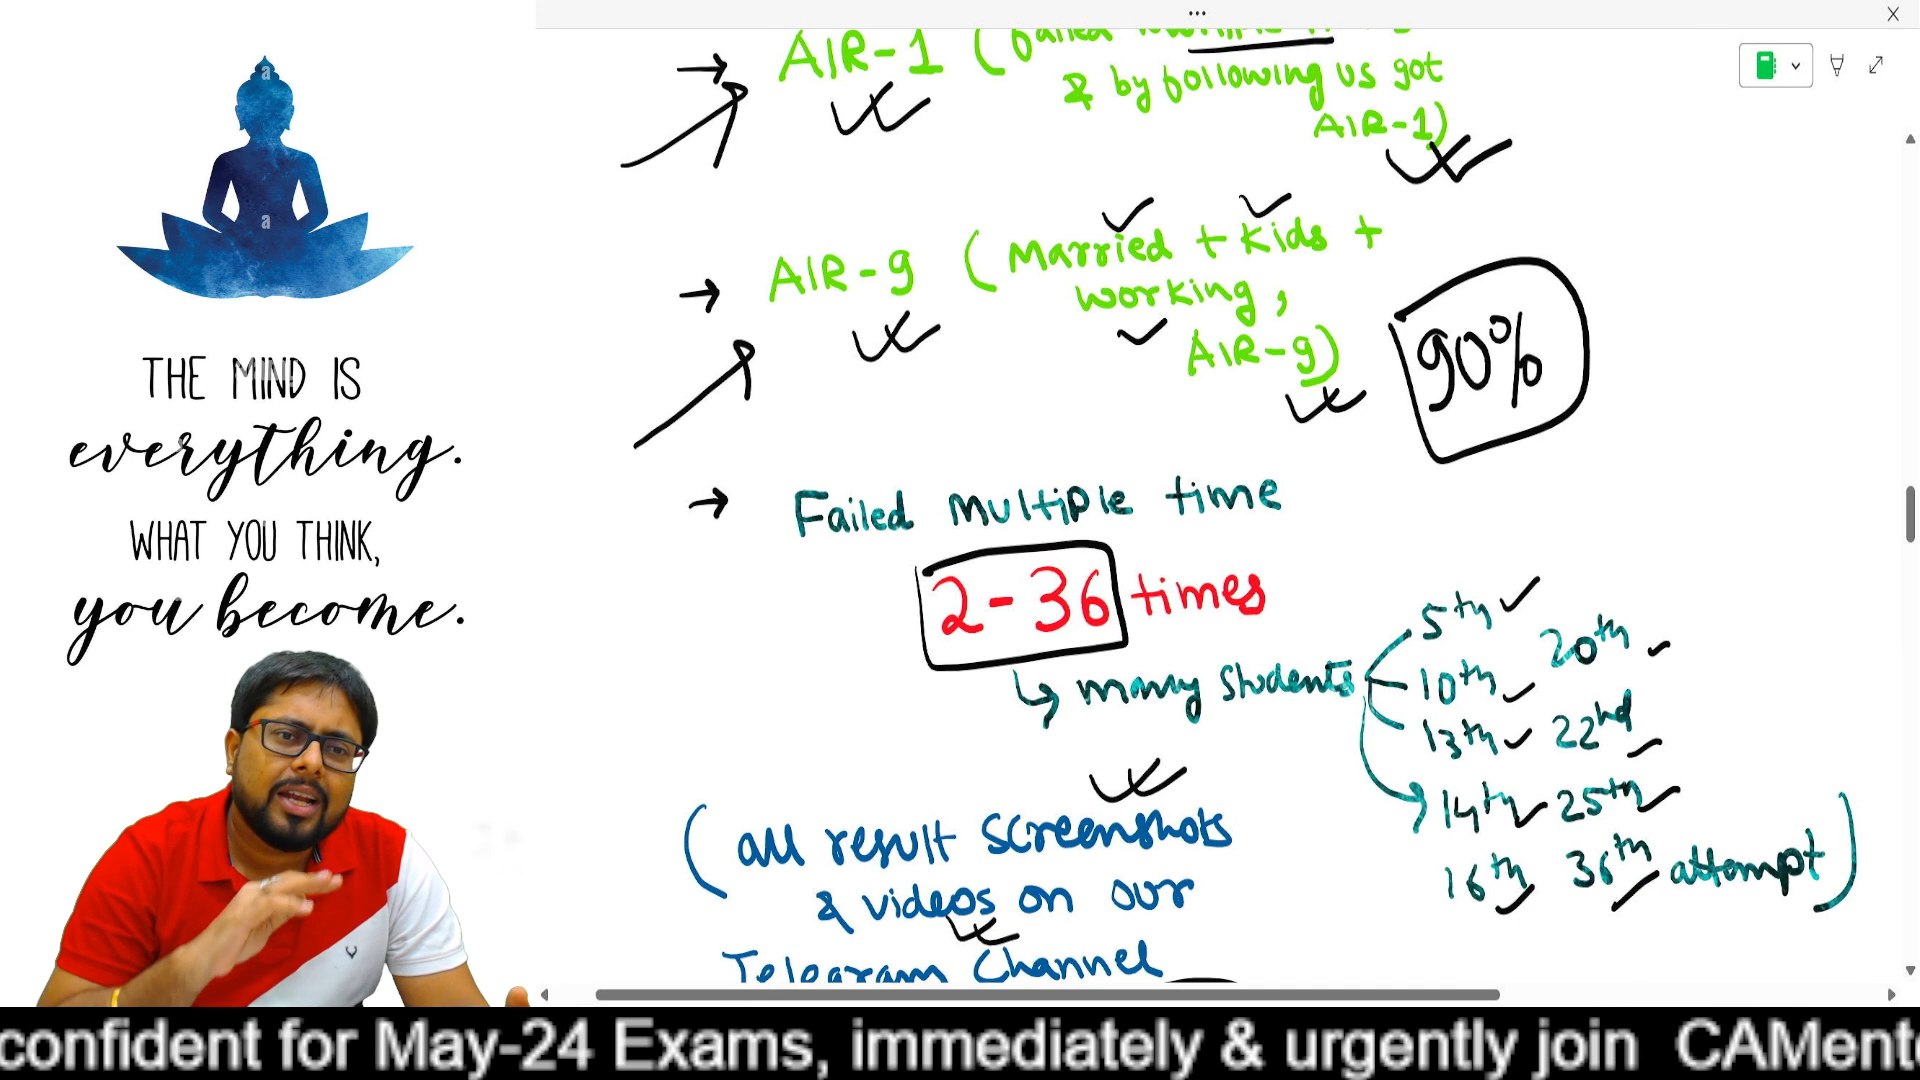 a
a
THE MIND IS
everything.
WHAT YOU THINK,
you become.
→ AIR-1 (Failed multiple
& by following us got
AIR-1)
→ AIR-9 (Married + Kids +
working,
AIR-9)
90%
→ Failed multiple time
2-36 times
↳ many students
5th 20th
10th
13th 22nd
14th 25th
16th 36th attempt)
(all result screenshots
& videos on our
Telegram Channel
confident for May-24 Exams, immediately & urgently join CAMent